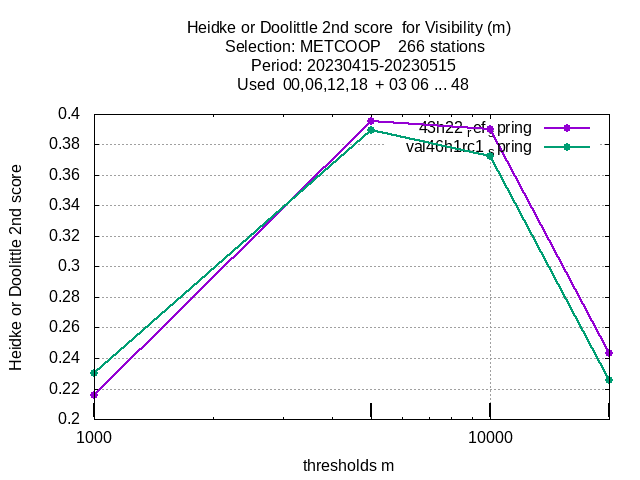 Heidke or Doolittle 2nd score  for Visibility (m)
Selection: METCOOP    266 stations
Period: 20230415-20230515
Used  00,06,12,18  + 03 06 ... 48
0.4
0.38
0.36
0.34
0.32
0.3
0.28
0.26
0.24
0.22
0.2
Heidke or Doolittle 2nd score
43h22_ref_spring
val46h1rc1_spring
1000
10000
thresholds m